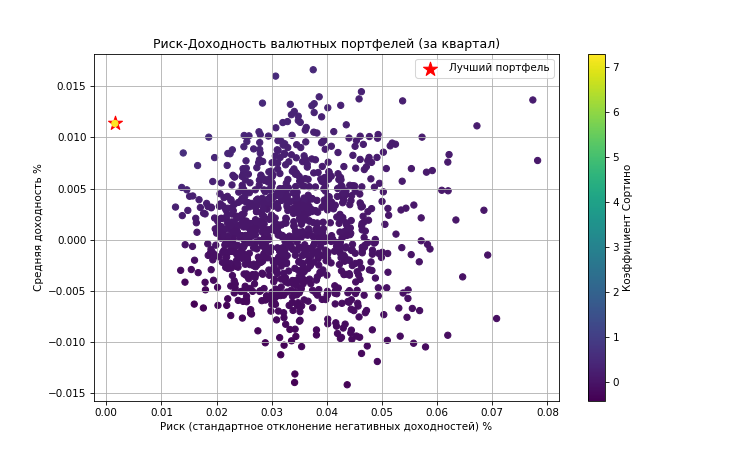 Риск-Доходность валютных портфелей (за квартал)
Лучший портфель
0.015
0.010
0.005
0.000
−0.005
−0.010
−0.015
Средняя доходность %
0.00 0.01 0.02 0.03 0.04 0.05 0.06 0.07 0.08
Риск (стандартное отклонение негативных доходностей) %
7
6
5
4
3
2
1
0
Коэффициент Сортино